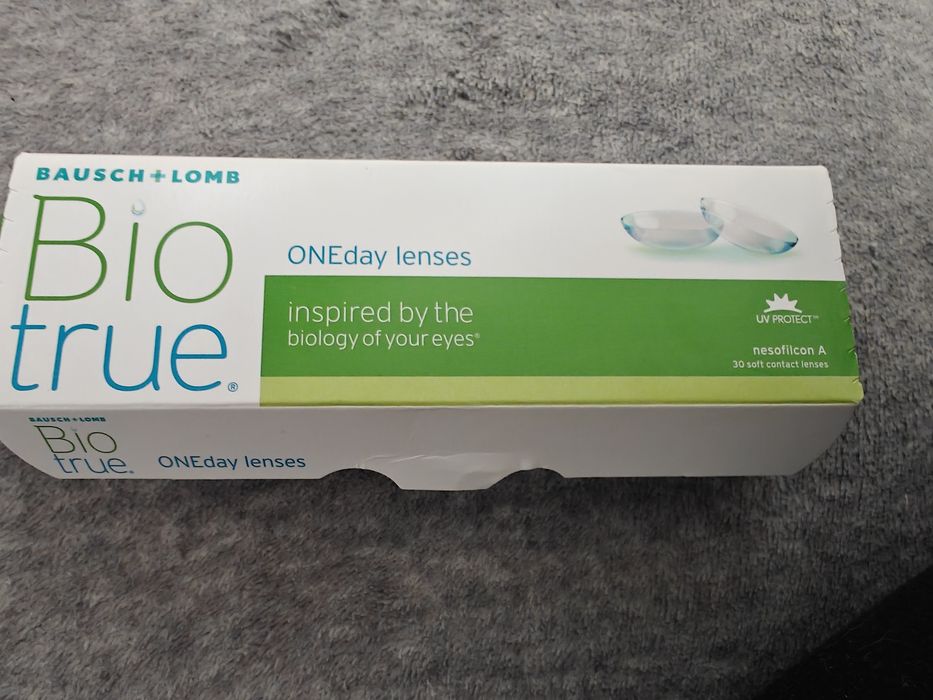 BAUSCH + LOMB
Bio
true®
ONEday lenses
inspired by the
biology of your eyes®
UV PROTECT™
nesofilcon A
30 soft contact lenses
BAUSCH + LOMB
Bio
true®
ONEday lenses